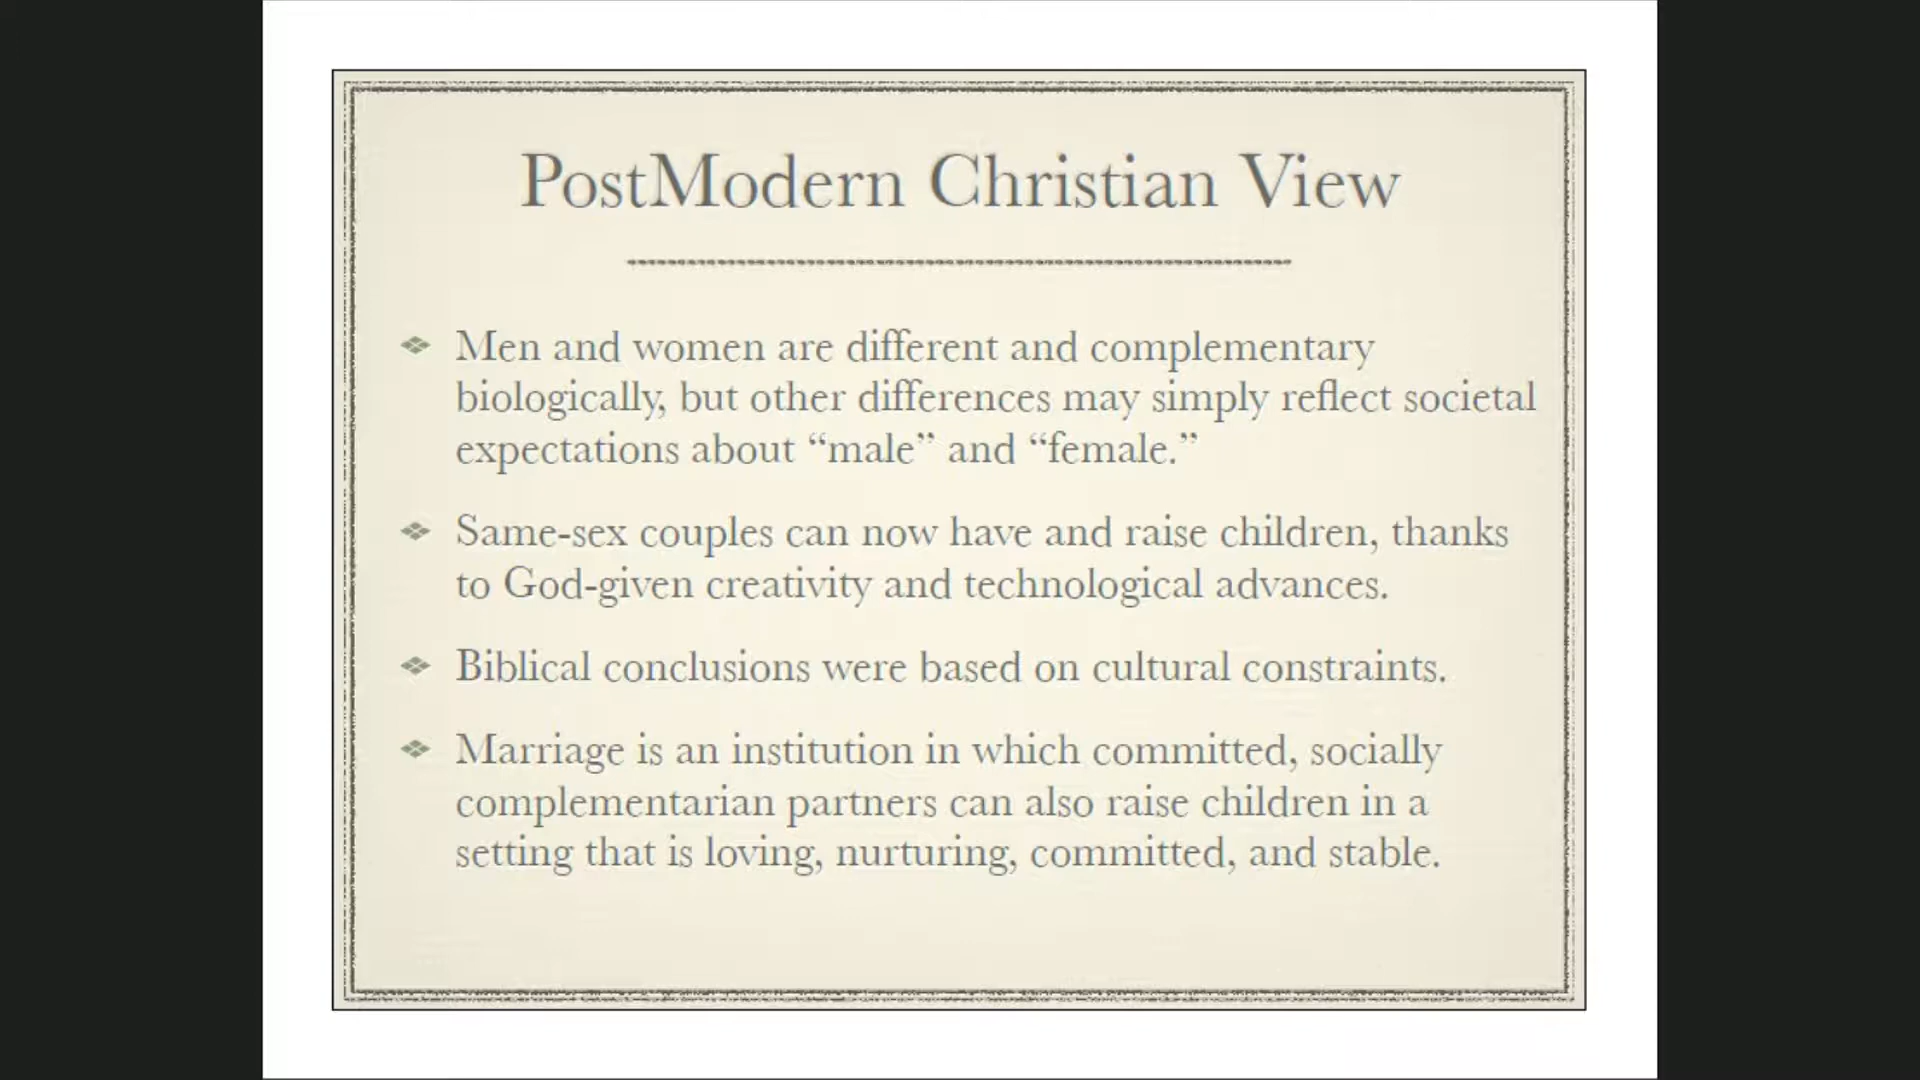 PostModern Christian View
Men and women are different and complementary
biologically, but other differences may simply reflect societal
expectations about “male” and “female.”
Same-sex couples can now have and raise children, thanks
to God-given creativity and technological advances.
Biblical conclusions were based on cultural constraints.
Marriage is an institution in which committed, socially
complementarian partners can also raise children in a
setting that is loving, nurturing, committed, and stable.